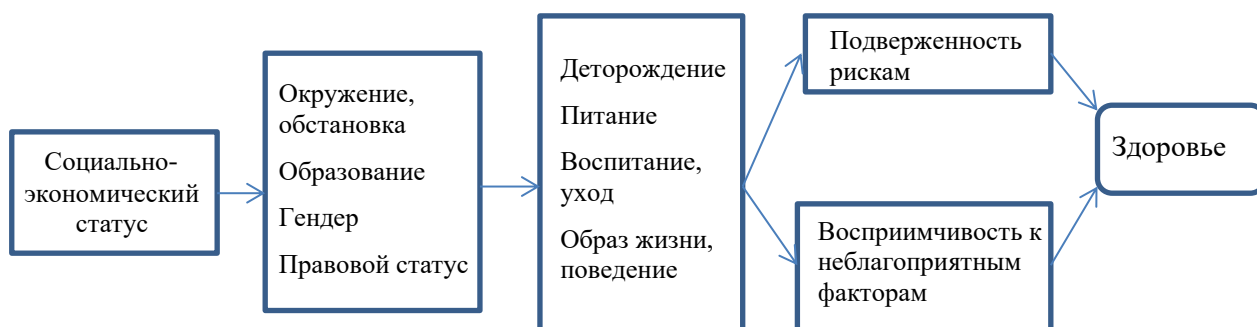 Социально-
экономический
статус
Окружение,
обстановка
Образование
Гендер
Правовой статус
Деторождение
Питание
Воспитание,
уход
Образ жизни,
поведение
Подверженность
рискам
Восприимчивость к
неблагоприятным
факторам
Здоровье